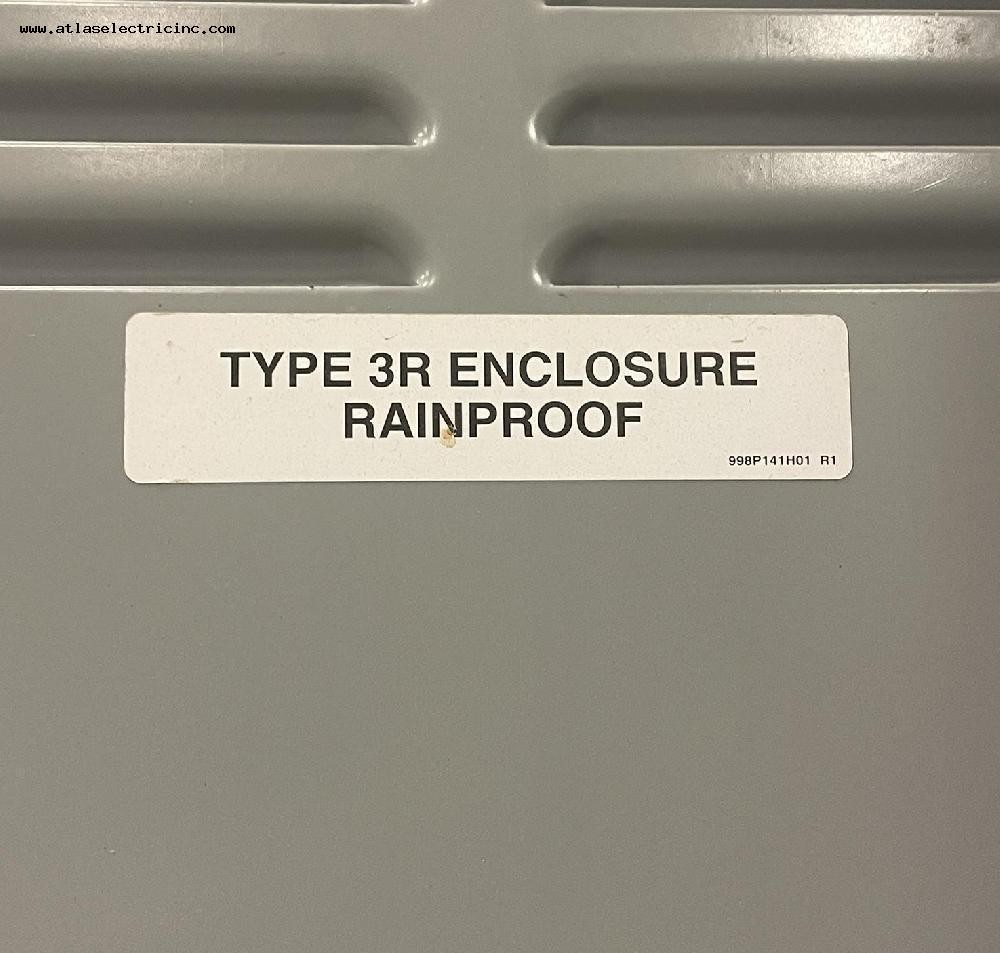 www.atlaselectricinc.com
TYPE 3R ENCLOSURE
RAINPROOF
998P141H01 R1